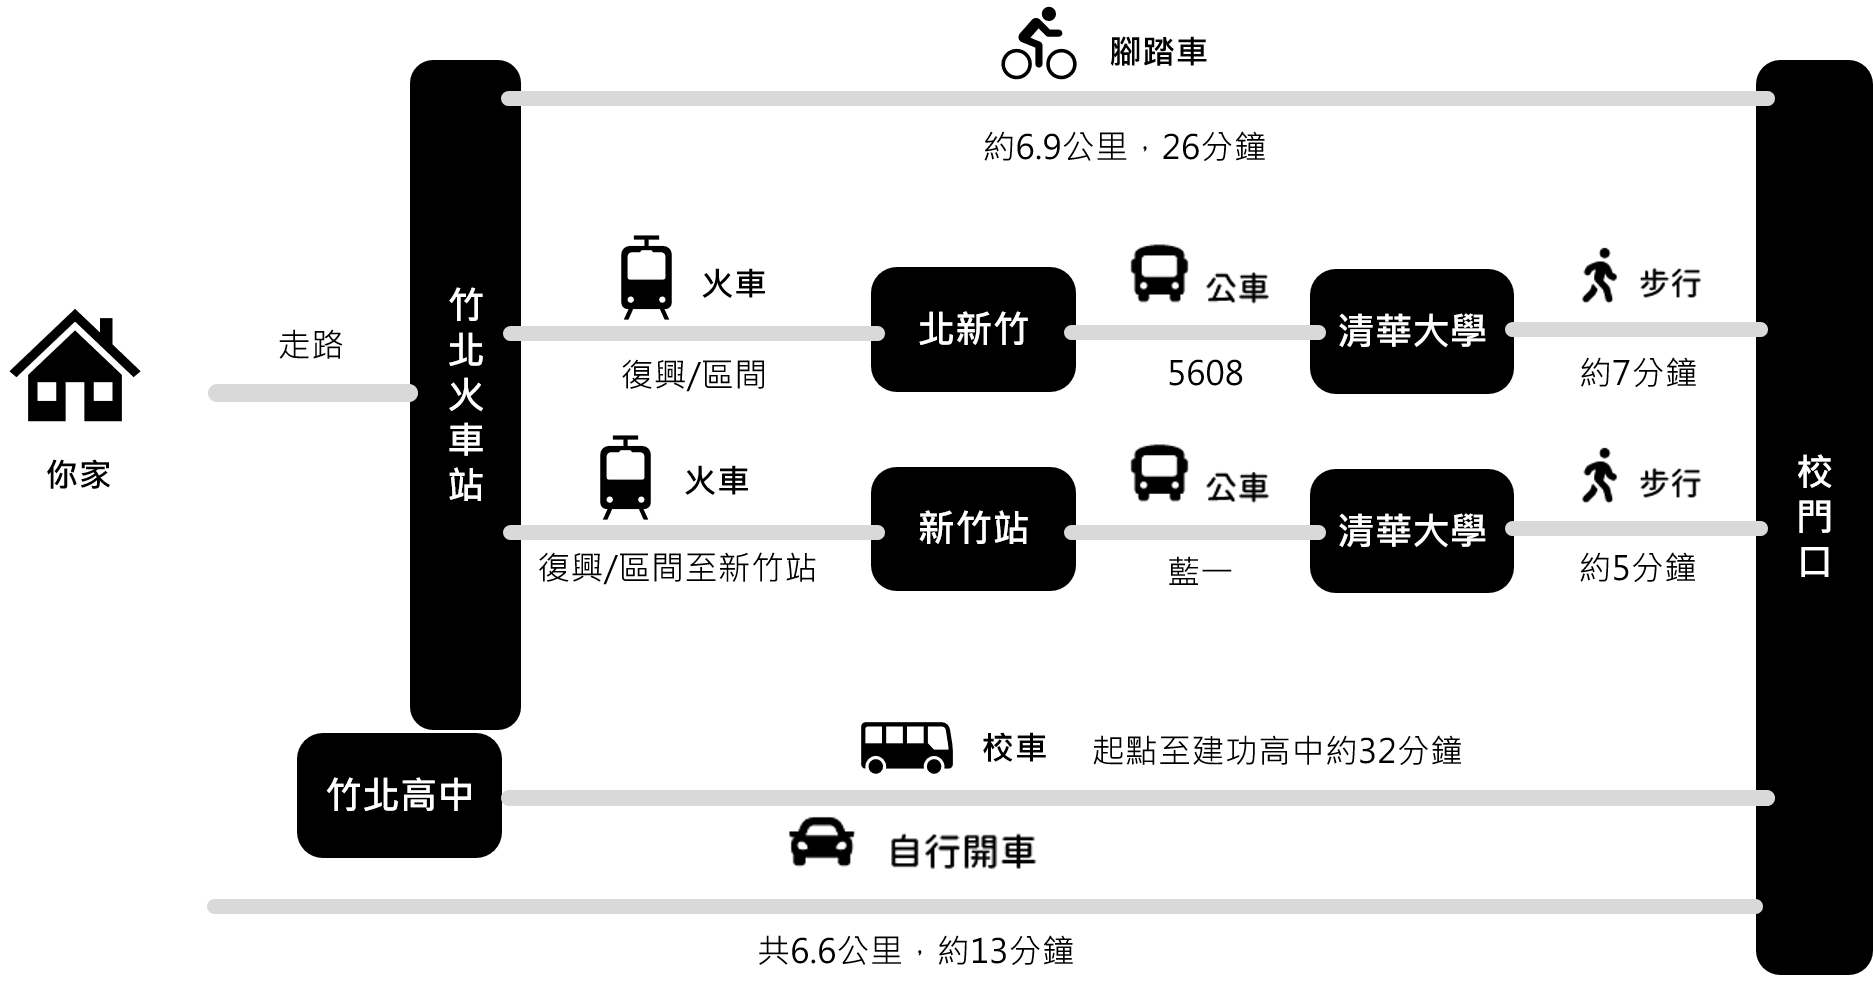 腳踏車
約6.9公里，26分鐘
你家
走路
竹北火車站
火車
復興/區間
北新竹
公車
5608
清華大學
步行
約7分鐘
火車
復興/區間至新竹站
新竹站
公車
藍一
清華大學
步行
約5分鐘
校門口
竹北高中
校車 起點至建功高中約32分鐘
自行開車
共6.6公里，約13分鐘